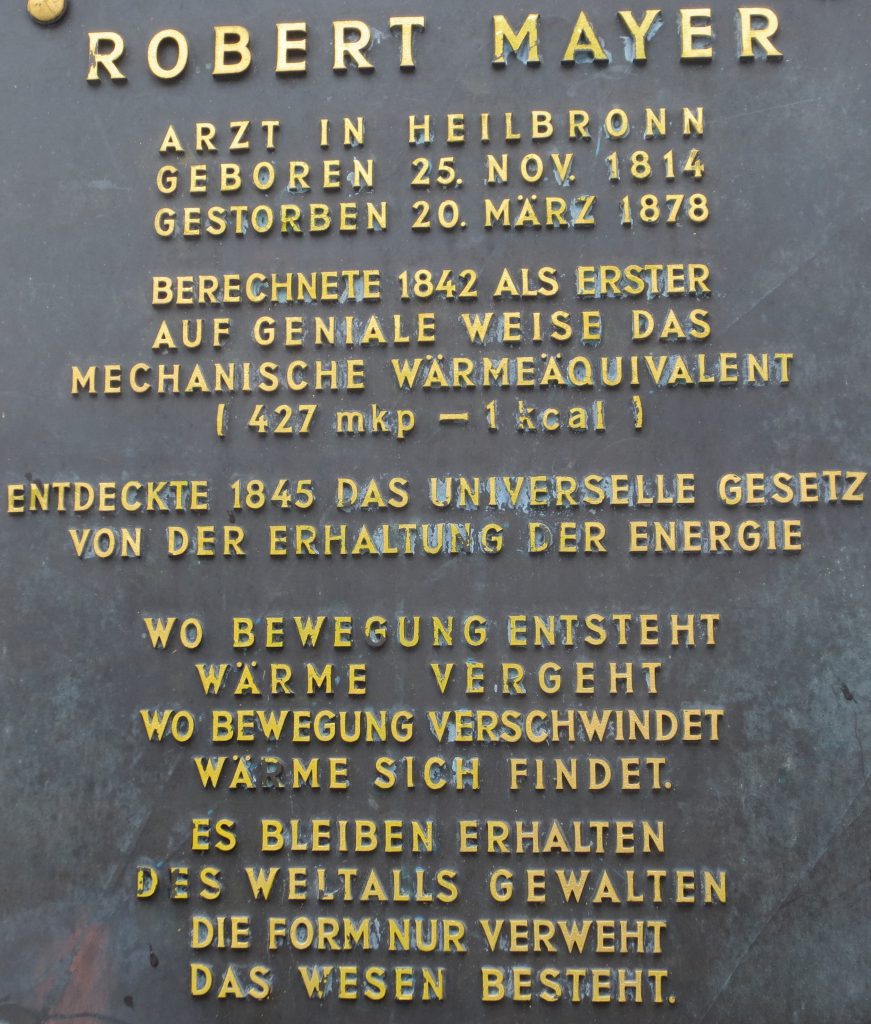 ROBERT MAYER
ARZT IN HEILBRONN
GEBOREN 25. NOV. 1814
GESTORBEN 20. MÄRZ 1878
BERECHNETE 1842 ALS ERSTER
AUF GENIALE WEISE DAS
MECHANISCHE WÄRMEÄQUIVALENT
( 427 mkp – 1 kcal )
ENTDECKTE 1845 DAS UNIVERSELLE GESETZ
VON DER ERHALTUNG DER ENERGIE
WO BEWEGUNG ENTSTEHT
WÄRME VERGEHT
WO BEWEGUNG VERSCHWINDET
WÄRME SICH FINDET.
ES BLEIBEN ERHALTEN
DES WELTALLS GEWALTEN
DIE FORM NUR VERWEHT
DAS WESEN BESTEHT.